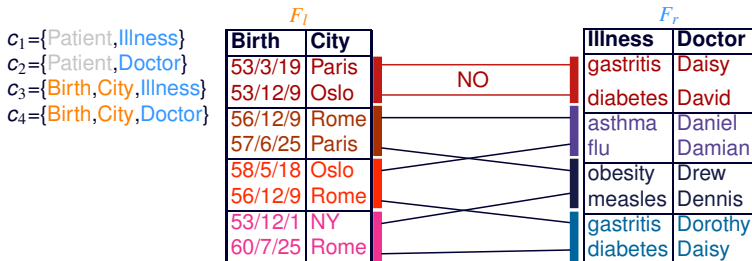 F_l F_r
c1={Patient,Illness}
c2={Patient,Doctor}
c3={Birth,City,Illness}
c4={Birth,City,Doctor}
Birth City
53/3/19 Paris
53/12/9 Oslo
56/12/9 Rome
57/6/25 Paris
58/5/18 Oslo
56/12/9 Rome
53/12/1 NY
60/7/25 Rome
NO
Illness Doctor
gastritis Daisy
diabetes David
asthma Daniel
flu Damian
obesity Drew
measles Dennis
gastritis Dorothy
diabetes Daisy